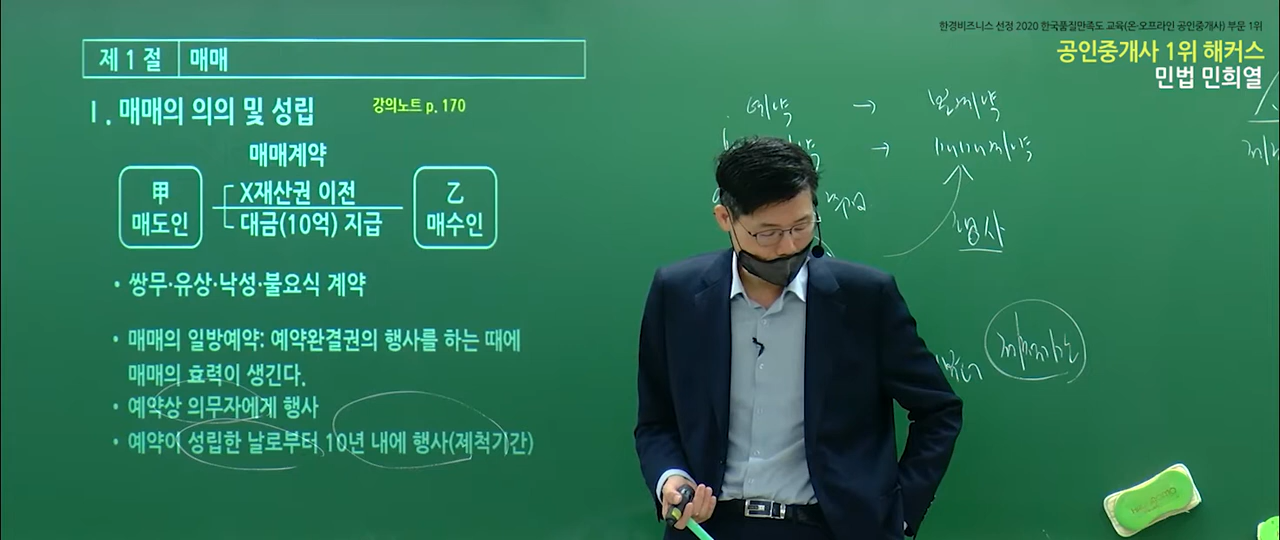 한경비즈니스 선정 2020 한국품질만족도 교육(온·오프라인 공인중개사) 부문 1위
공인중개사 1위 해커스
민법 민희열
제 1 절 매매
Ⅰ. 매매의 의의 및 성립 강의노트 p. 170
매매계약
甲
매도인
X재산권 이전
대금(10억) 지급
乙
매수인
• 쌍무·유상·낙성·불요식 계약
• 매매의 일방예약: 예약완결권의 행사를 하는 때에
매매의 효력이 생긴다.
• 예약상 의무자에게 행사
• 예약이 성립한 날로부터 10년 내에 행사(제척기간)
예약 → 본계약
→ 매매계약
행사